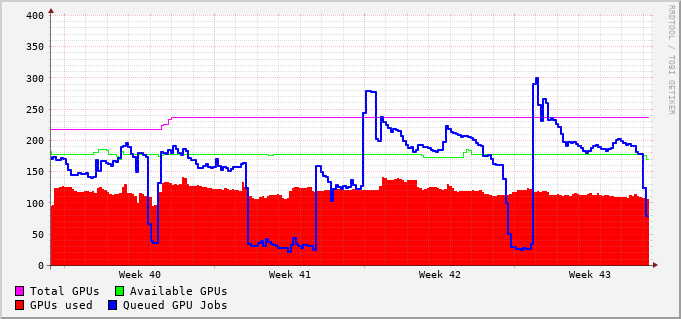 400
350
300
250
200
150
100
50
0
Week 40 Week 41 Week 42 Week 43
Total GPUs Available GPUs
GPUs used Queued GPU Jobs
RRDTOOL / TOBI OETIKER